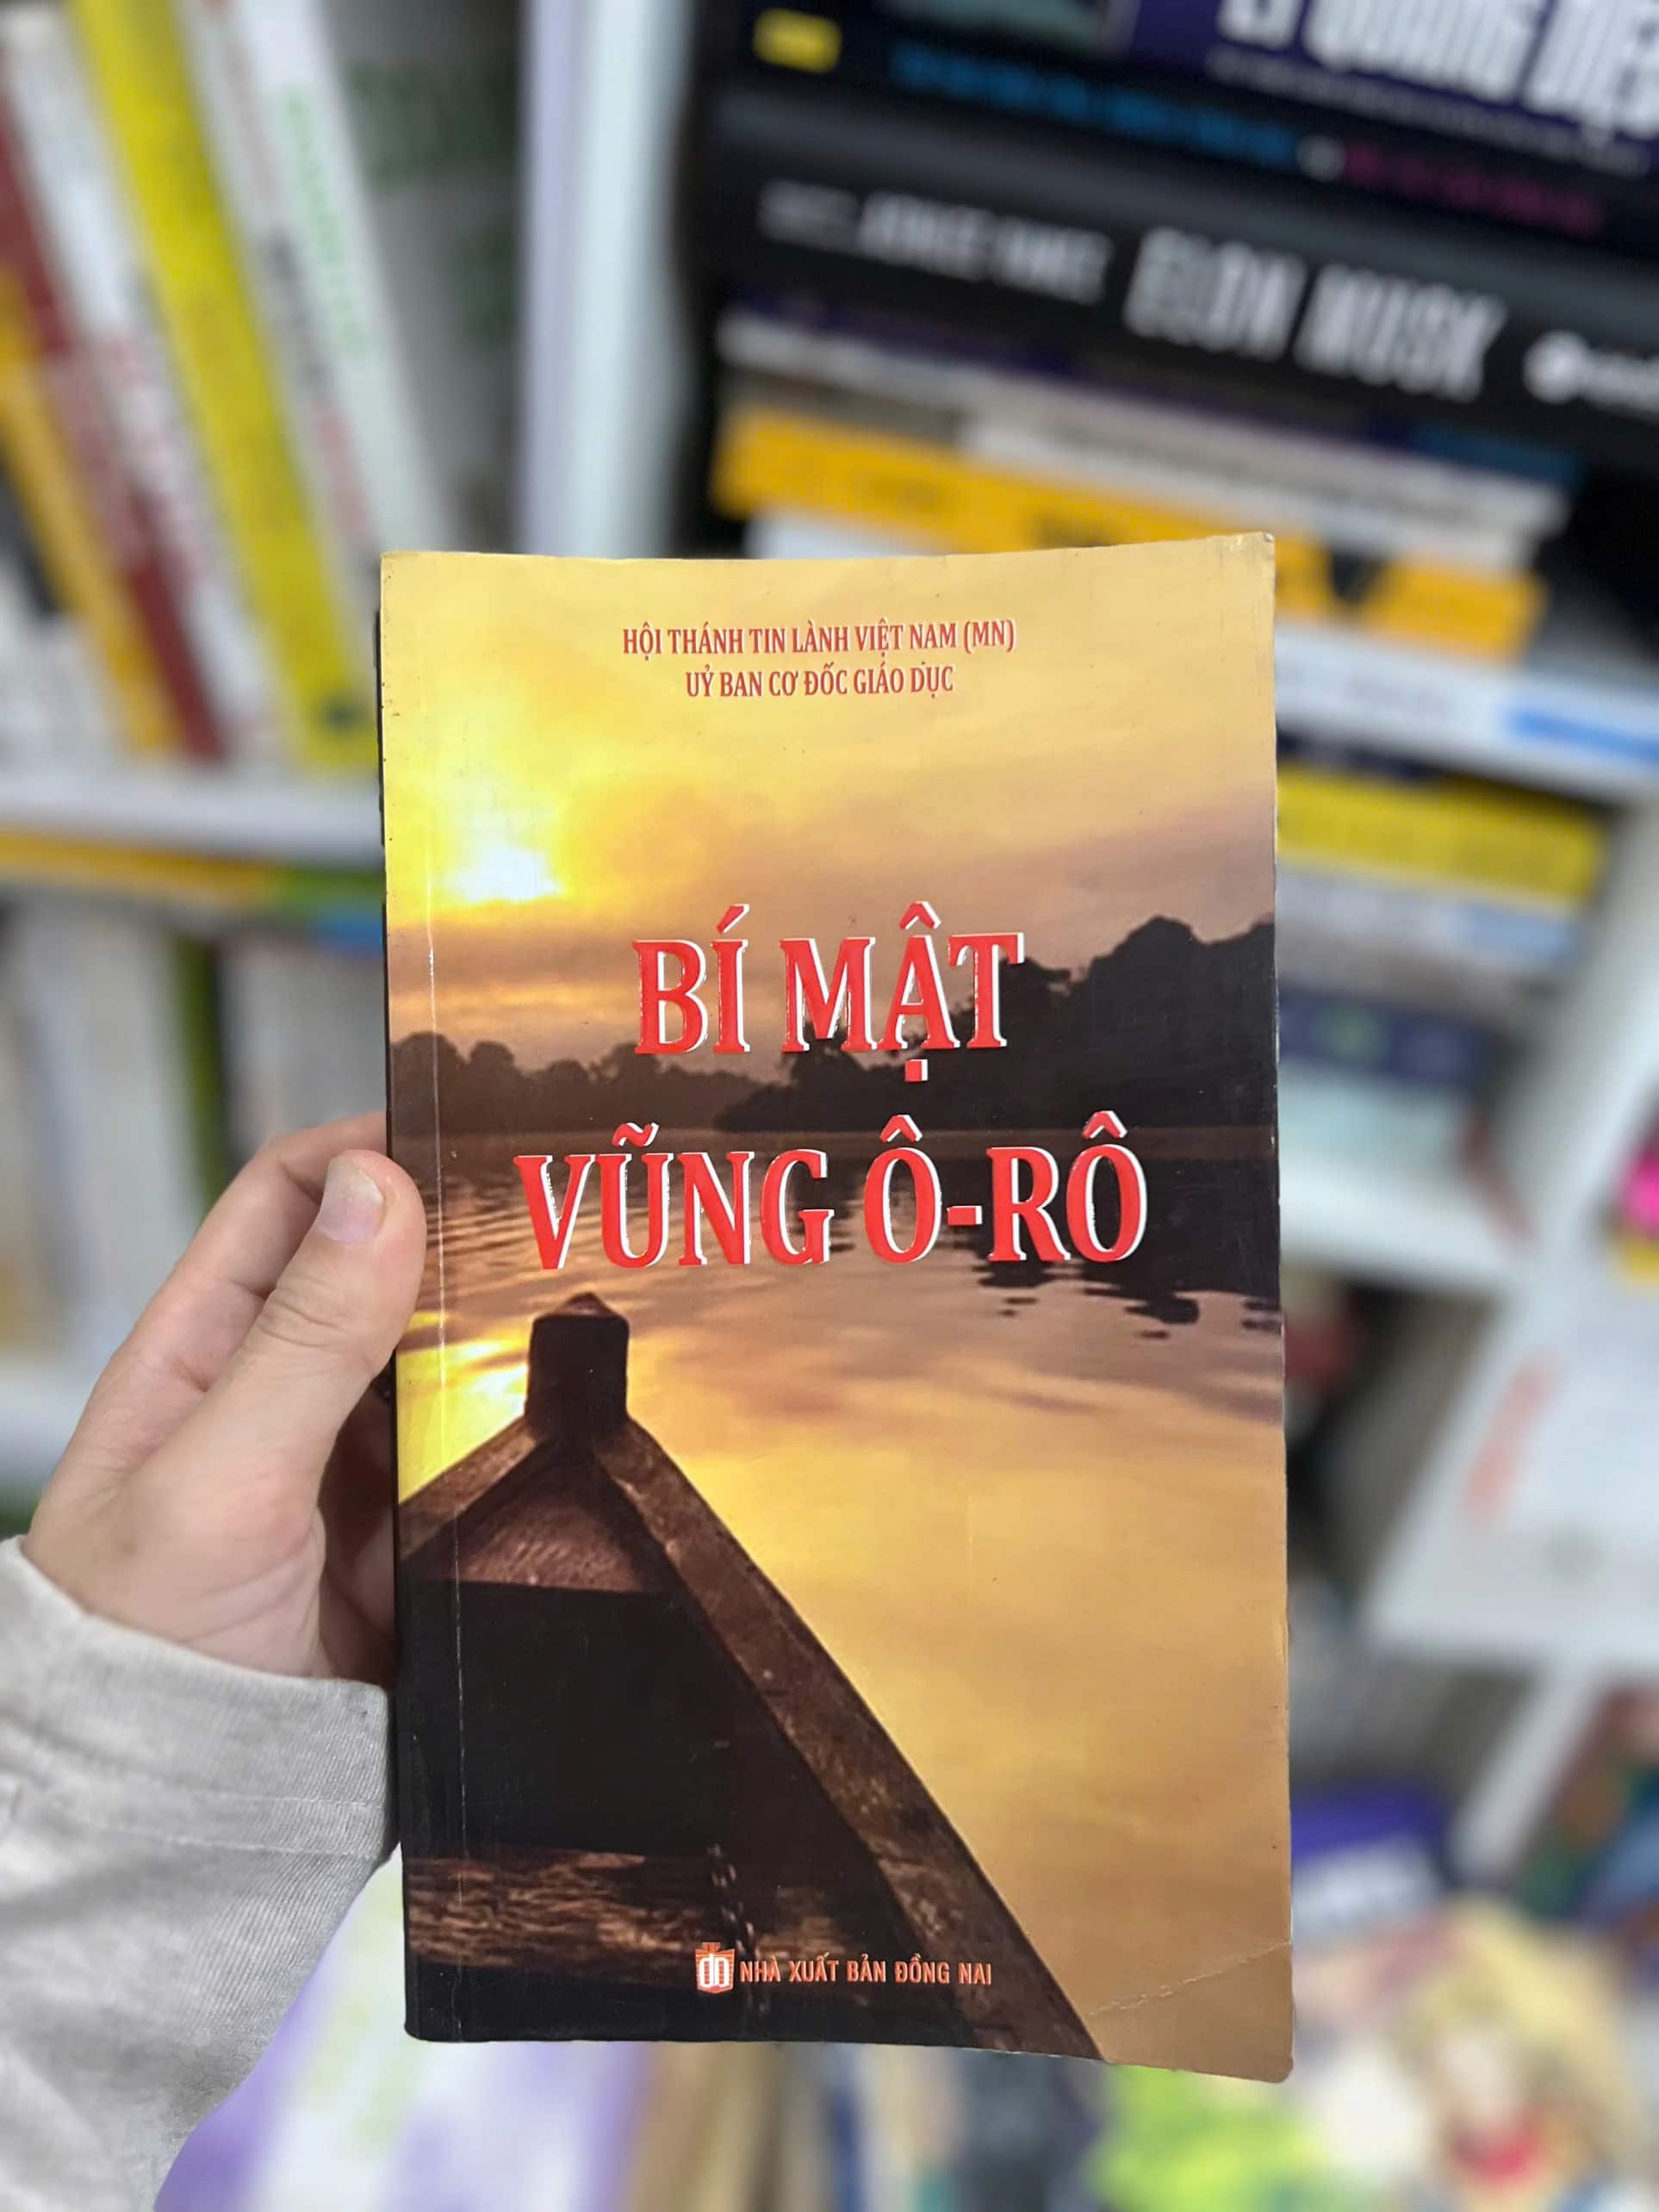 HỘI THÁNH TIN LÀNH VIỆT NAM (MN)
UỶ BAN CƠ ĐỐC GIÁO DỤC
BÍ MẬT
VŨNG Ô-RÔ
NHÀ XUẤT BẢN ĐỒNG NAI
ELON MUSK